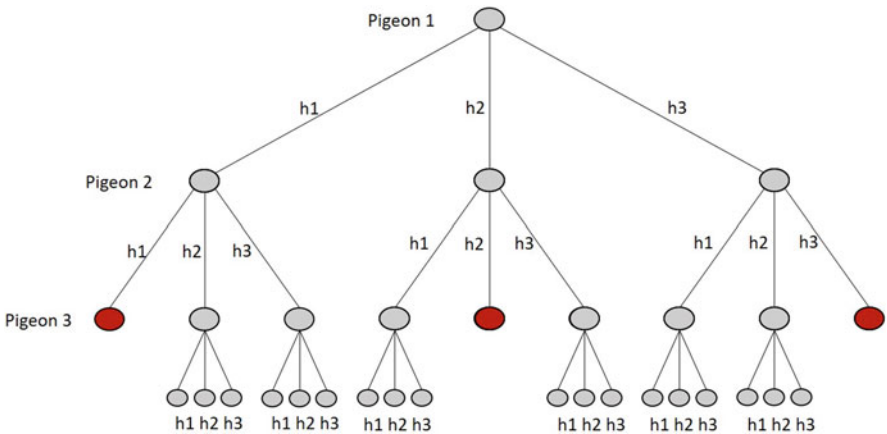 Pigeon 1
h1 h2 h3
Pigeon 2
h1 h2 h3 h1 h2 h3 h1 h2 h3
Pigeon 3
h1 h2 h3 h1 h2 h3 h1 h2 h3 h1 h2 h3 h1 h2 h3 h1 h2 h3